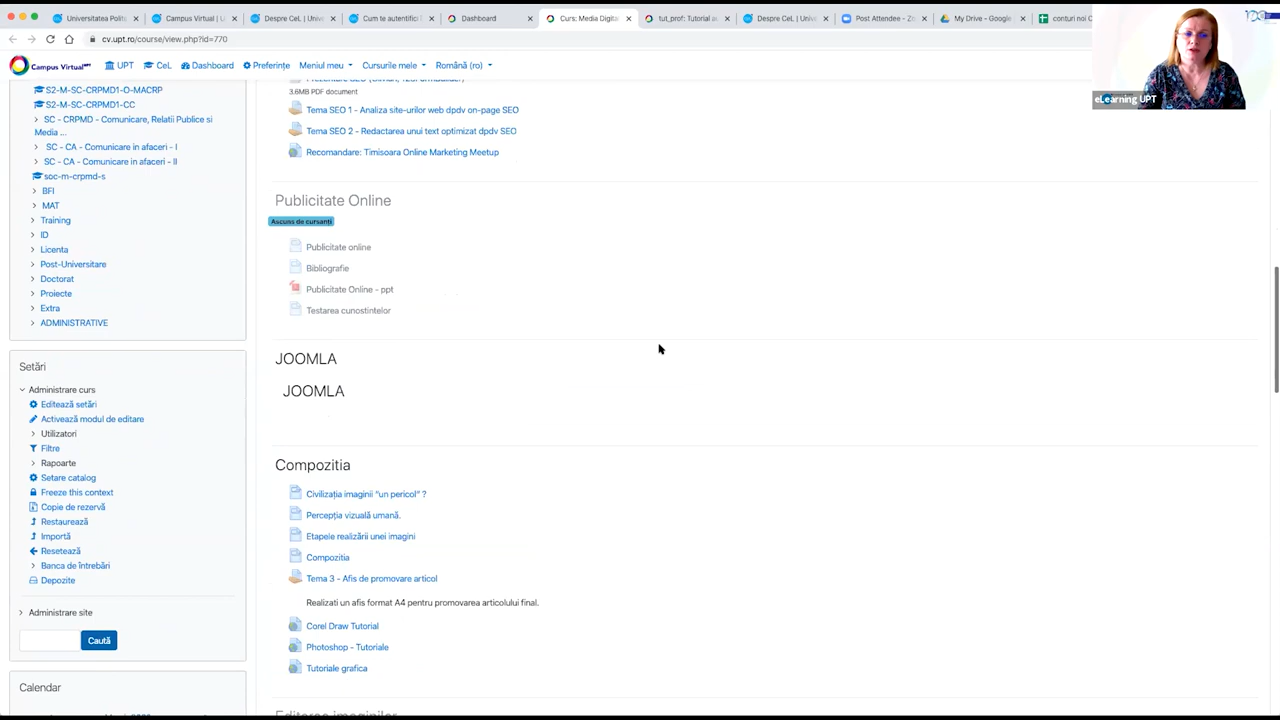 Universitatea Polite
Campus Virtual | U
Despre CeL | Unive
Cum te autentifici
Dashboard
Curs: Media Digita
tut_prof: Tutorial p
Despre CeL | Unive
Post Attendee - Z
My Drive - Google
conturi noi C
cv.upt.ro/course/view.php?id=770
Campus Virtual UPT
UPT
CeL
Dashboard
Preferințe
Meniul meu
Cursurile mele
Română (ro)
eLearning UPT
S2-M-SC-CRPMD1-O-MACRP
S2-M-SC-CRPMD1-CC
SC - CRPMD - Comunicare, Relatii Publice si
Media ...
SC - CA - Comunicare in afaceri - I
SC - CA - Comunicare in afaceri - II
soc-m-crpmd-s
BFI
MAT
Training
ID
Licenta
Post-Universitare
Doctorat
Proiecte
Extra
ADMINISTRATIVE
Setări
Administrare curs
Editează setări
Activează modul de editare
Utilizatori
Filtre
Rapoarte
Setare catalog
Freeze this context
Copie de rezervă
Restaurează
Importă
Resetează
Banca de întrebări
Depozite
Administrare site
Caută
Calendar
3.6MB PDF document
Tema SEO 1 - Analiza site-urilor web dpdv on-page SEO
Tema SEO 2 - Redactarea unui text optimizat dpdv SEO
Recomandare: Timisoara Online Marketing Meetup
Publicitate Online
Ascuns de cursanți
Publicitate online
Bibliografie
Publicitate Online - ppt
Testarea cunostintelor
JOOMLA
JOOMLA
Compozitia
Civilizația imaginii "un pericol" ?
Percepția vizuală umană.
Etapele realizării unei imagini
Compozitia
Tema 3 - Afis de promovare articol
Realizati un afis format A4 pentru promovarea articolului final.
Corel Draw Tutorial
Photoshop - Tutoriale
Tutoriale grafica
Editarea imaginilor